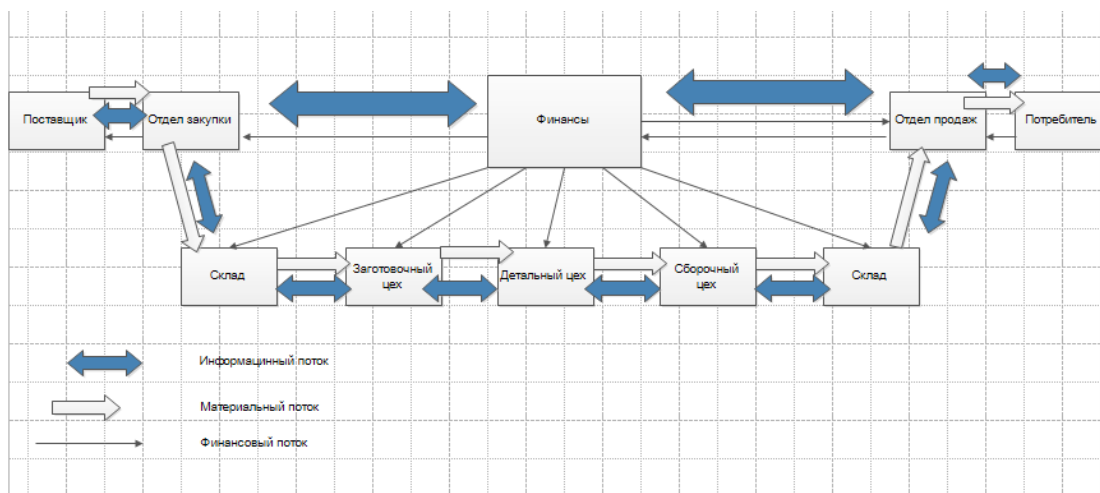 Поставщик
Отдел закупки
Финансы
Отдел продаж
Потребитель
Склад
Заготовочный
цех
Детальный цех
Сборочный
цех
Склад
Информацинный поток
Материальный поток
Финансовый поток